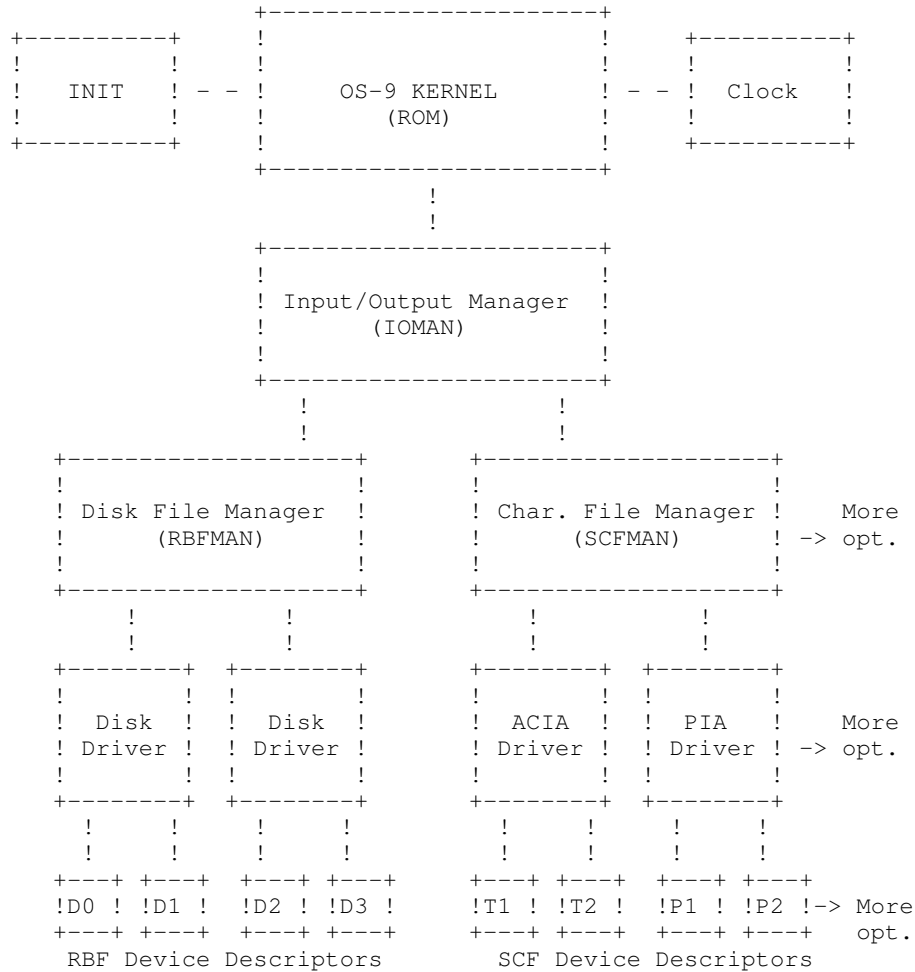 INIT - - OS-9 KERNEL - - Clock
(ROM)
Input/Output Manager
(IOMAN)
Disk File Manager Char. File Manager More
(RBFMAN) (SCFMAN) -> opt.
Disk Disk ACIA PIA More
Driver Driver Driver Driver -> opt.
D0 D1 D2 D3 T1 T2 P1 P2 -> More
opt.
RBF Device Descriptors SCF Device Descriptors